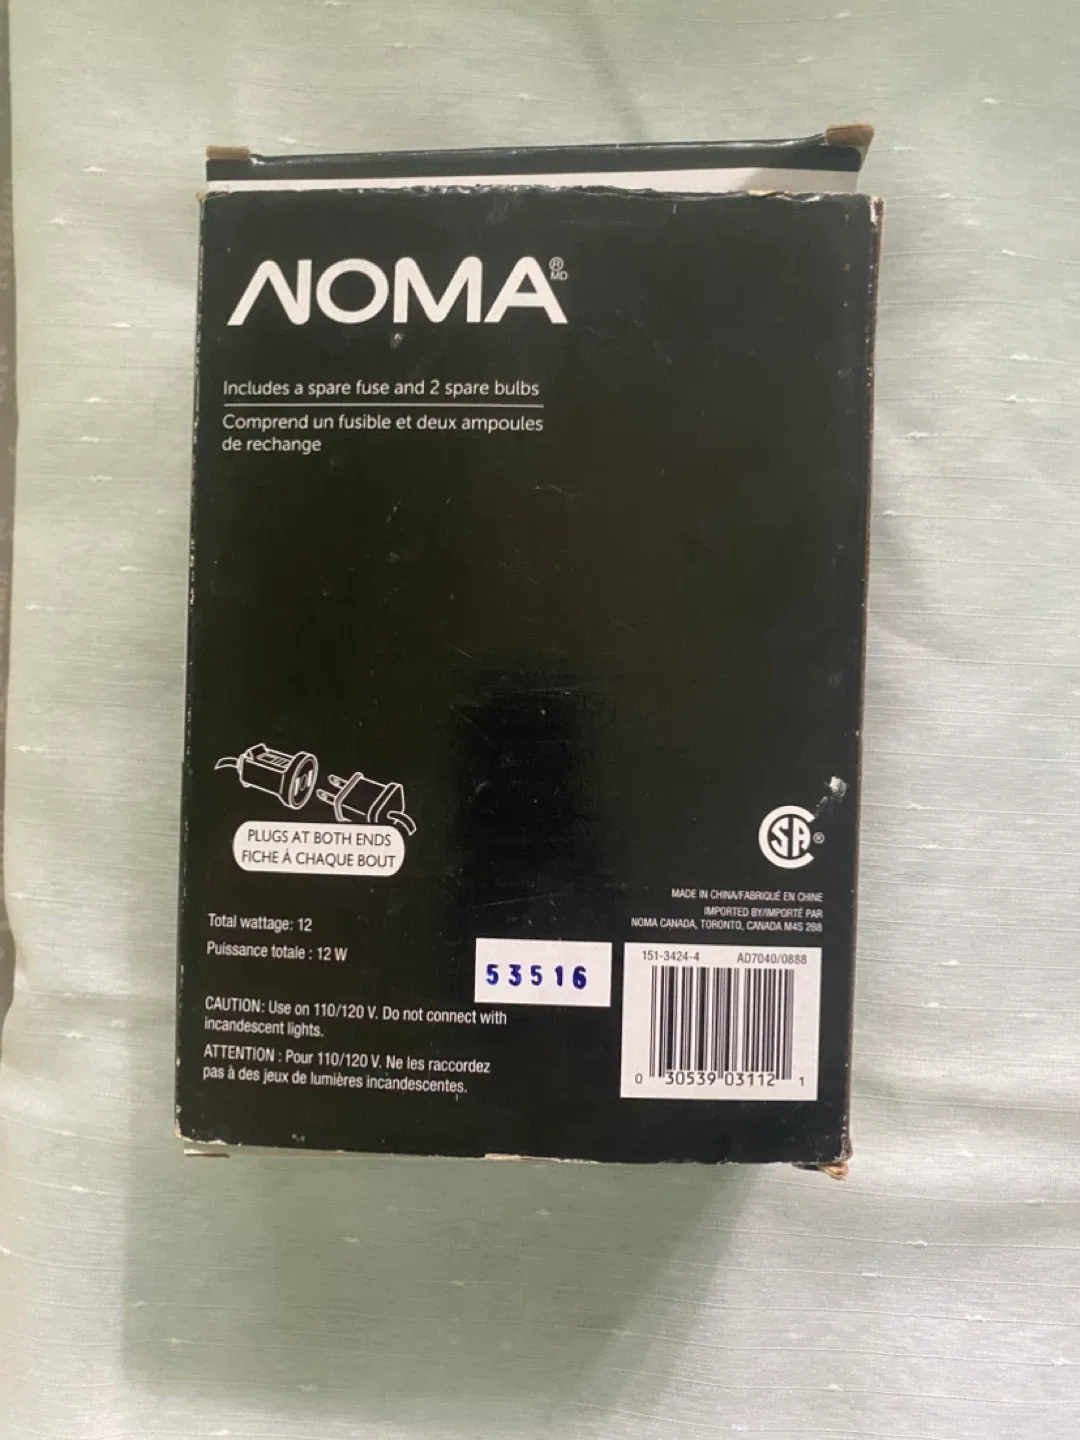 NOMA ®
MD
Includes a spare fuse and 2 spare bulbs
Comprend un fusible et deux ampoules
de rechange
PLUGS AT BOTH ENDS
FICHE À CHAQUE BOUT
SA ®
MADE IN CHINA/FABRIQUÉ EN CHINE
IMPORTED BY/IMPORTÉ PAR
NOMA CANADA, TORONTO, CANADA M4S 2B8
Total wattage: 12
Puissance totale : 12 W
53516
151-3424-4 AD7040/0888
0 30539 03112 1
CAUTION: Use on 110/120 V. Do not connect with
incandescent lights.
ATTENTION : Pour 110/120 V. Ne les raccordez
pas à des jeux de lumières incandescentes.